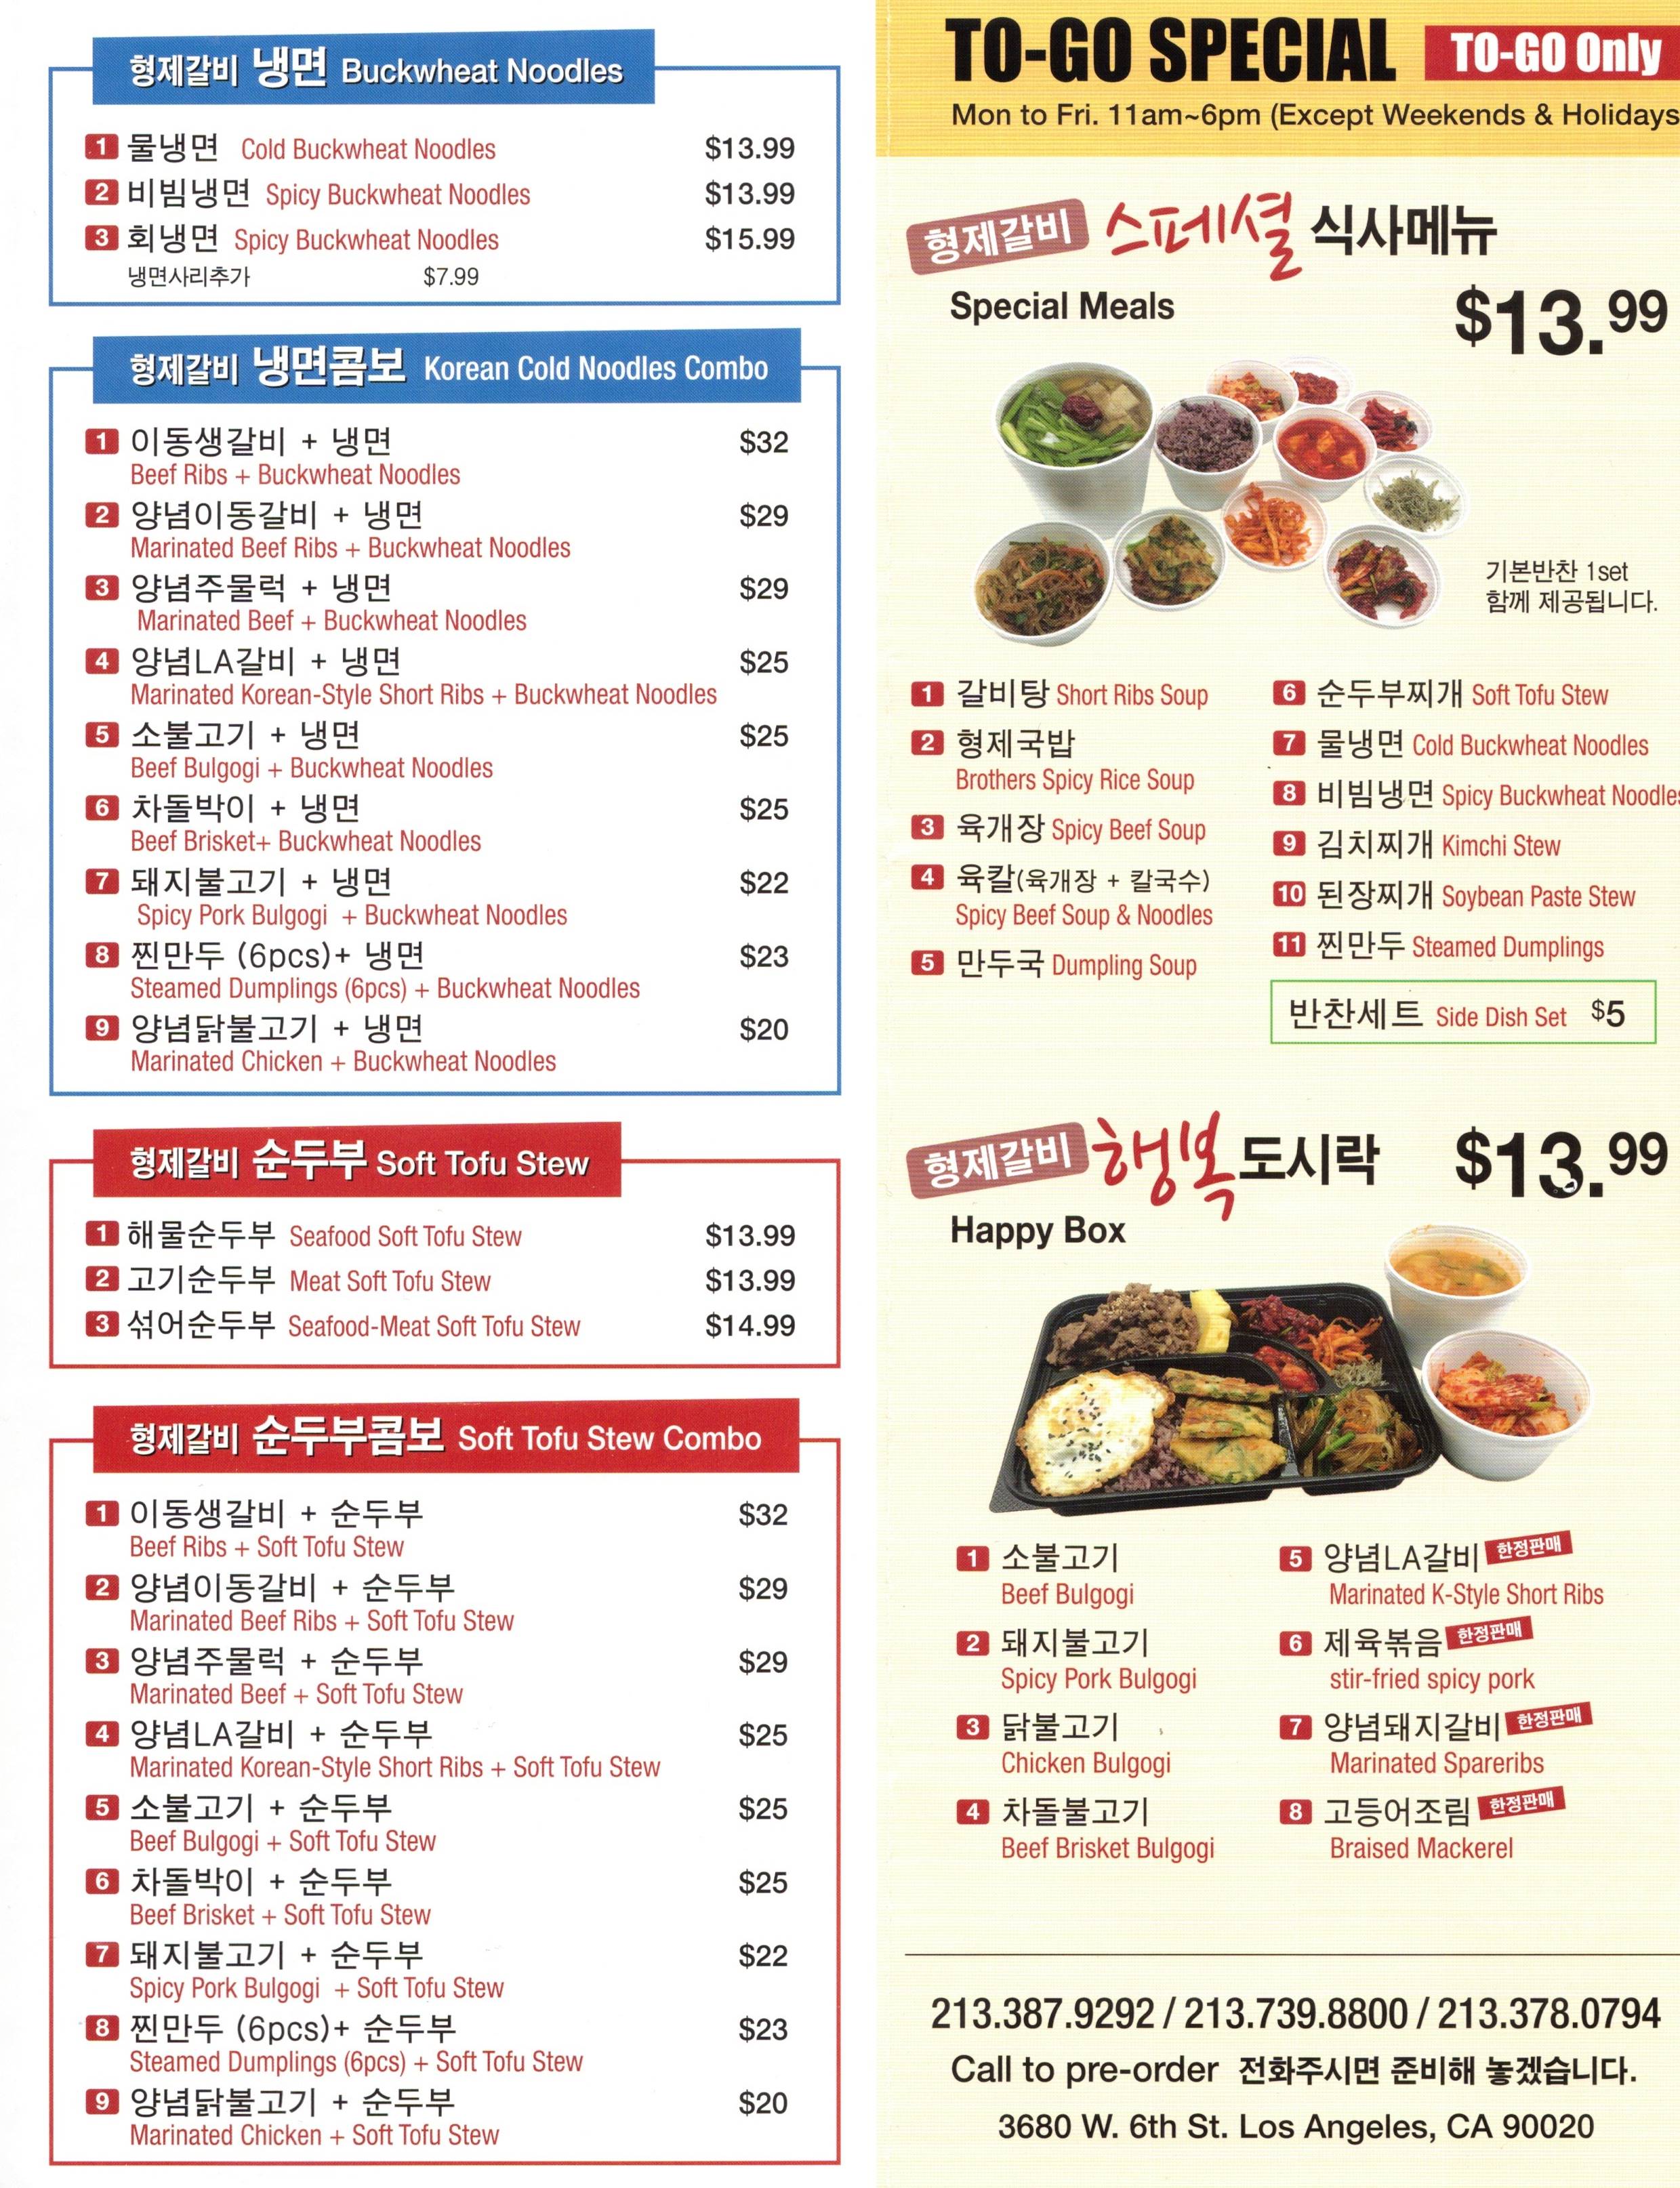 형제갈비 냉면 Buckwheat Noodles
1 물냉면 Cold Buckwheat Noodles $13.99
2 비빔냉면 Spicy Buckwheat Noodles $13.99
3 회냉면 Spicy Buckwheat Noodles $15.99
냉면사리추가 $7.99
형제갈비 냉면콤보 Korean Cold Noodles Combo
1 이동생갈비 + 냉면 $32
Beef Ribs + Buckwheat Noodles
2 양념이동갈비 + 냉면 $29
Marinated Beef Ribs + Buckwheat Noodles
3 양념주물럭 + 냉면 $29
Marinated Beef + Buckwheat Noodles
4 양념LA갈비 + 냉면 $25
Marinated Korean-Style Short Ribs + Buckwheat Noodles
5 소불고기 + 냉면 $25
Beef Bulgogi + Buckwheat Noodles
6 차돌박이 + 냉면 $25
Beef Brisket+ Buckwheat Noodles
7 돼지불고기 + 냉면 $22
Spicy Pork Bulgogi + Buckwheat Noodles
8 찐만두 (6pcs)+ 냉면 $23
Steamed Dumplings (6pcs) + Buckwheat Noodles
9 양념닭불고기 + 냉면 $20
Marinated Chicken + Buckwheat Noodles
형제갈비 순두부 Soft Tofu Stew
1 해물순두부 Seafood Soft Tofu Stew $13.99
2 고기순두부 Meat Soft Tofu Stew $13.99
3 섞어순두부 Seafood-Meat Soft Tofu Stew $14.99
형제갈비 순두부콤보 Soft Tofu Stew Combo
1 이동생갈비 + 순두부 $32
Beef Ribs + Soft Tofu Stew
2 양념이동갈비 + 순두부 $29
Marinated Beef Ribs + Soft Tofu Stew
3 양념주물럭 + 순두부 $29
Marinated Beef + Soft Tofu Stew
4 양념LA갈비 + 순두부 $25
Marinated Korean-Style Short Ribs + Soft Tofu Stew
5 소불고기 + 순두부 $25
Beef Bulgogi + Soft Tofu Stew
6 차돌박이 + 순두부 $25
Beef Brisket + Soft Tofu Stew
7 돼지불고기 + 순두부 $22
Spicy Pork Bulgogi + Soft Tofu Stew
8 찐만두 (6pcs)+ 순두부 $23
Steamed Dumplings (6pcs) + Soft Tofu Stew
9 양념닭불고기 + 순두부 $20
Marinated Chicken + Soft Tofu Stew
TO-GO SPECIAL TO-GO Only
Mon to Fri. 11am~6pm (Except Weekends & Holidays
형제갈비 스페셜 식사메뉴
Special Meals $13.99
기본반찬 1set
함께 제공됩니다.
1 갈비탕 Short Ribs Soup
2 형제국밥
Brothers Spicy Rice Soup
3 육개장 Spicy Beef Soup
4 육칼(육개장 + 칼국수)
Spicy Beef Soup & Noodles
5 만두국 Dumpling Soup
6 순두부찌개 Soft Tofu Stew
7 물냉면 Cold Buckwheat Noodles
8 비빔냉면 Spicy Buckwheat Noodles
9 김치찌개 Kimchi Stew
10 된장찌개 Soybean Paste Stew
11 찐만두 Steamed Dumplings
반찬세트 Side Dish Set $5
형제갈비 행복 도시락 $13.99
Happy Box
1 소불고기
Beef Bulgogi
2 돼지불고기
Spicy Pork Bulgogi
3 닭불고기
Chicken Bulgogi
4 차돌불고기
Beef Brisket Bulgogi
5 양념LA갈비 한정판매
Marinated K-Style Short Ribs
6 제육볶음 한정판매
stir-fried spicy pork
7 양념돼지갈비 한정판매
Marinated Spareribs
8 고등어조림 한정판매
Braised Mackerel
213.387.9292 / 213.739.8800 / 213.378.0794
Call to pre-order 전화주시면 준비해 놓겠습니다.
3680 W. 6th St. Los Angeles, CA 90020